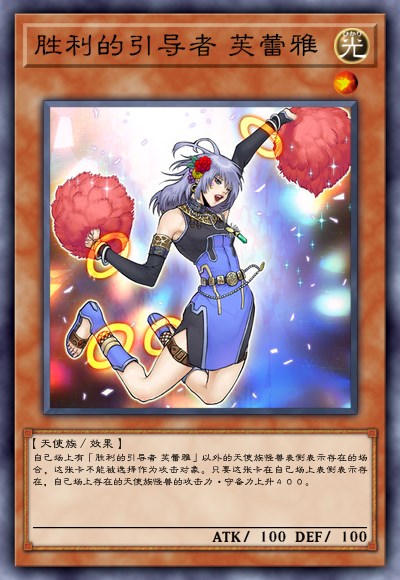 胜利的引导者 芙蕾雅
光
【天使族/效果】
自己场上有「胜利的引导者 芙蕾雅」以外的天使族怪兽表侧表示存在的场
合,这张卡不能被选择作为攻击对象。只要这张卡在自己场上表侧表示存
在,自己场上存在的天使族怪兽的攻击力·守备力上升400。
ATK/ 100 DEF/ 100